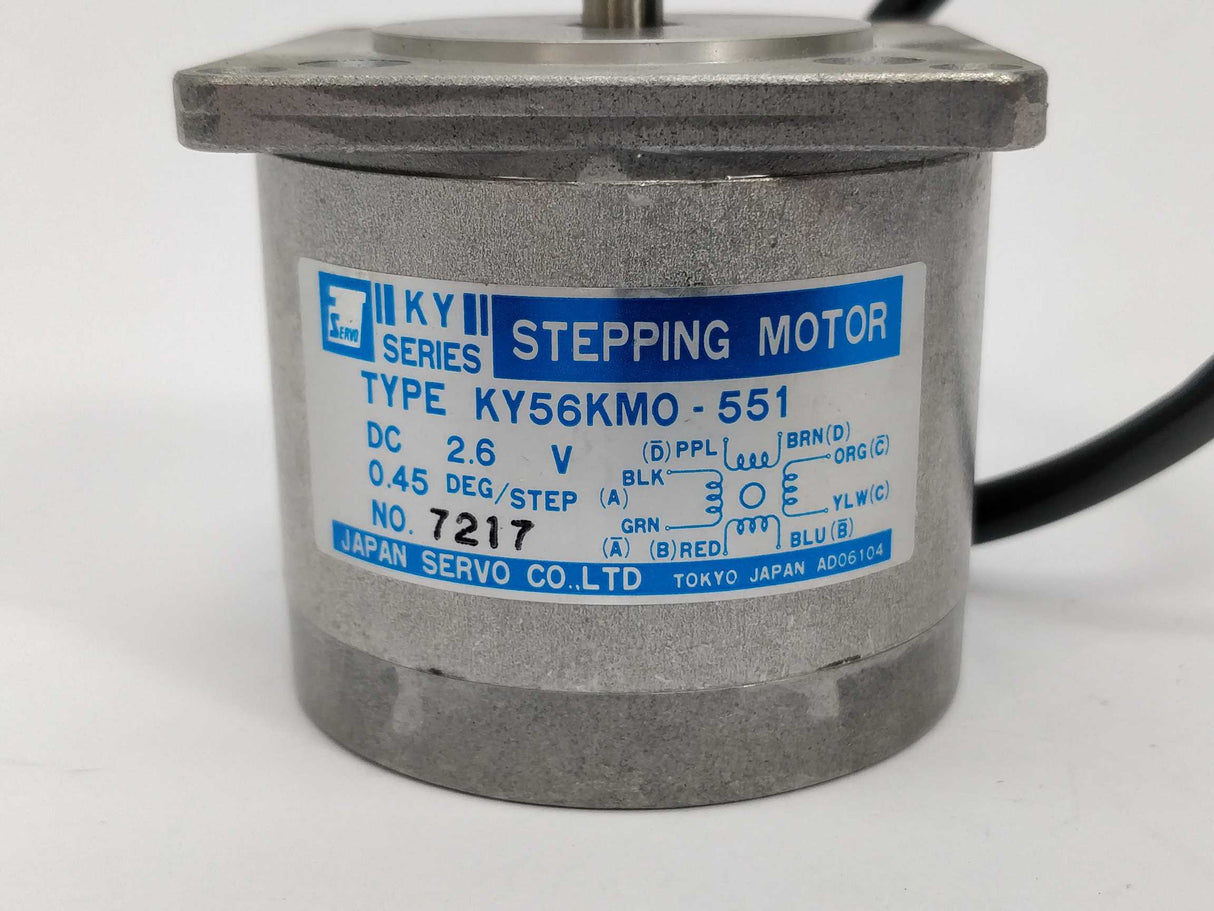 SERVO
KY
SERIES
STEPPING MOTOR
TYPE KY56KM0-551
DC 2.6 V
0.45 DEG/STEP
NO. 7217
(D̅) PPL
BRN (D)
BLK
(A)
ORG (C̅)
GRN
(A̅)
YLW (C)
(B) RED
BLU (B̅)
JAPAN SERVO CO.,LTD TOKYO JAPAN AD06104